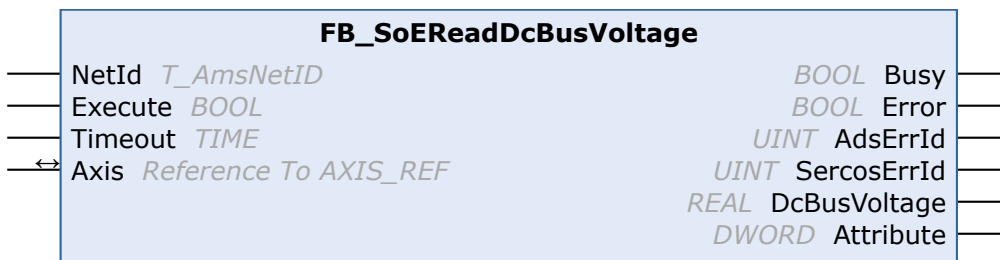 FB_SoEReadDcBusVoltage
NetId T_AmsNetID BOOL Busy
Execute BOOL BOOL Error
Timeout TIME UINT AdsErrId
↔ Axis Reference To AXIS_REF UINT SercosErrId
REAL DcBusVoltage
DWORD Attribute